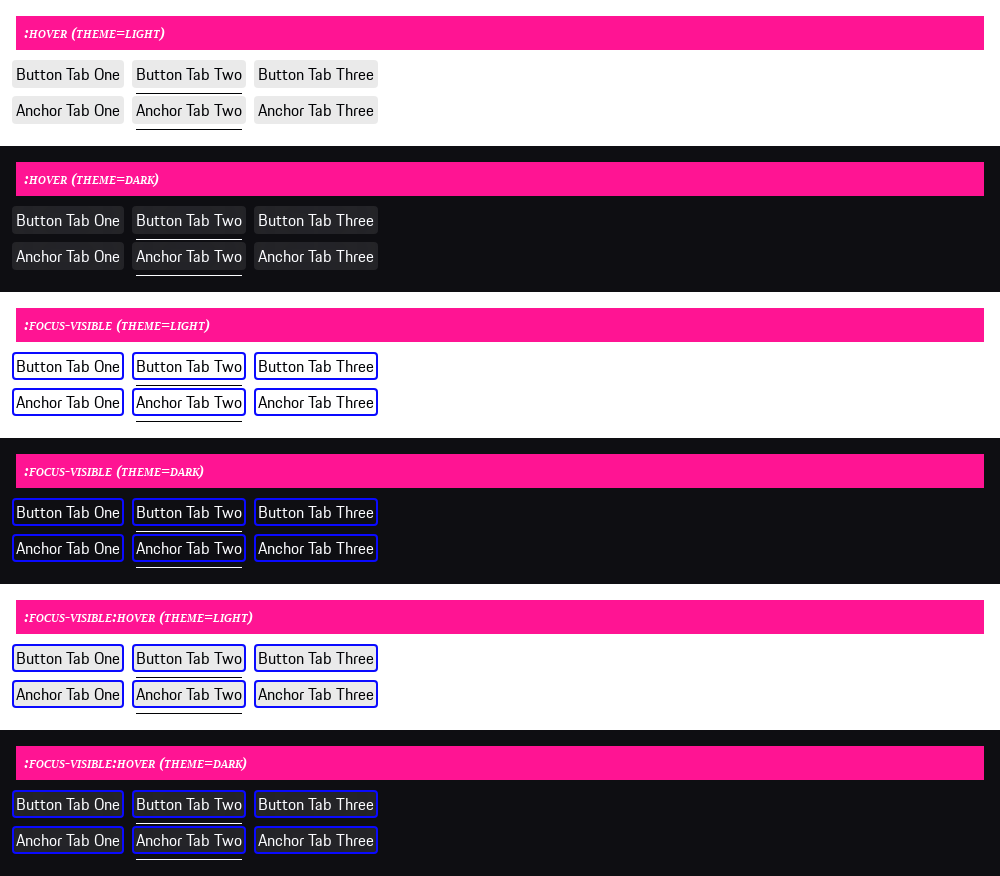 :HOVER (THEME=LIGHT)
Button Tab One Button Tab Two Button Tab Three
Anchor Tab One Anchor Tab Two Anchor Tab Three
:HOVER (THEME=DARK)
Button Tab One Button Tab Two Button Tab Three
Anchor Tab One Anchor Tab Two Anchor Tab Three
:FOCUS-VISIBLE (THEME=LIGHT)
Button Tab One Button Tab Two Button Tab Three
Anchor Tab One Anchor Tab Two Anchor Tab Three
:FOCUS-VISIBLE (THEME=DARK)
Button Tab One Button Tab Two Button Tab Three
Anchor Tab One Anchor Tab Two Anchor Tab Three
:FOCUS-VISIBLE:HOVER (THEME=LIGHT)
Button Tab One Button Tab Two Button Tab Three
Anchor Tab One Anchor Tab Two Anchor Tab Three
:FOCUS-VISIBLE:HOVER (THEME=DARK)
Button Tab One Button Tab Two Button Tab Three
Anchor Tab One Anchor Tab Two Anchor Tab Three